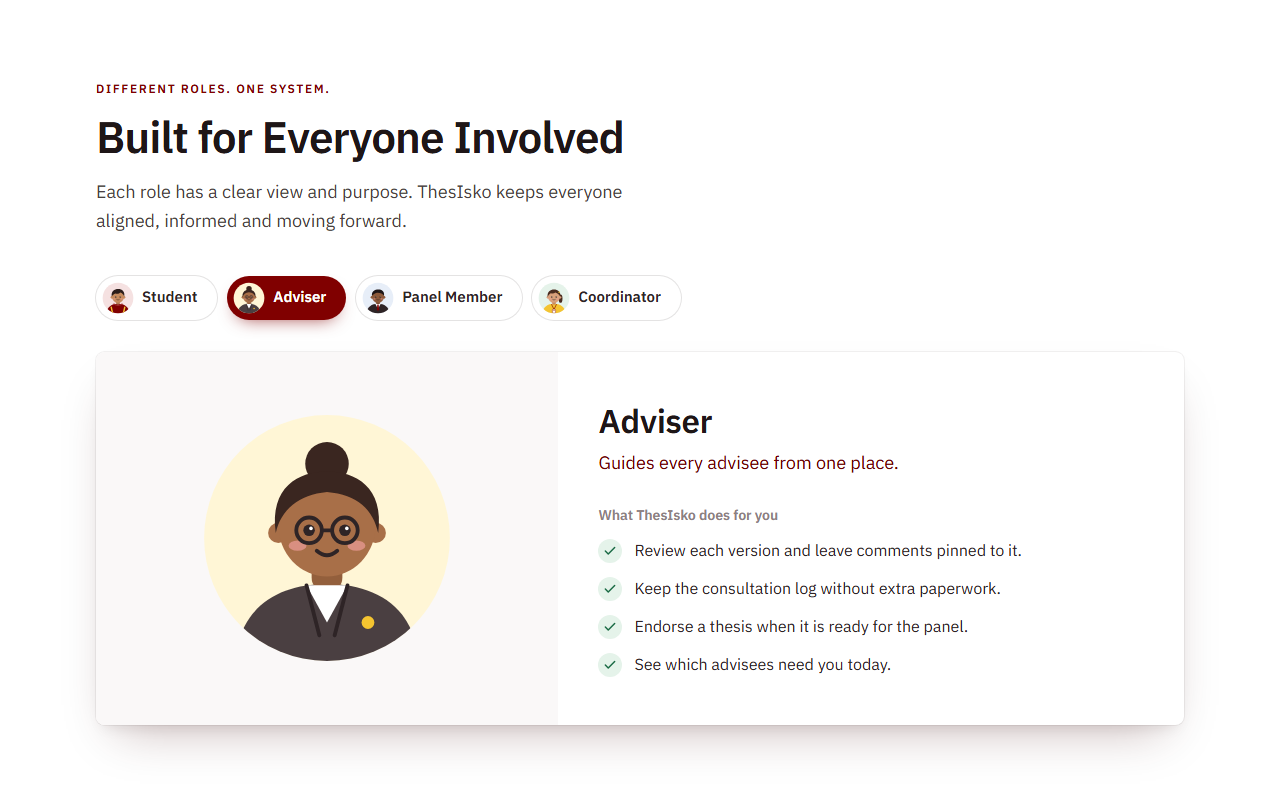 DIFFERENT ROLES. ONE SYSTEM.
Built for Everyone Involved
Each role has a clear view and purpose. ThesIsko keeps everyone
aligned, informed and moving forward.
Student
Adviser
Panel Member
Coordinator
Adviser
Guides every advisee from one place.
What ThesIsko does for you
Review each version and leave comments pinned to it.
Keep the consultation log without extra paperwork.
Endorse a thesis when it is ready for the panel.
See which advisees need you today.